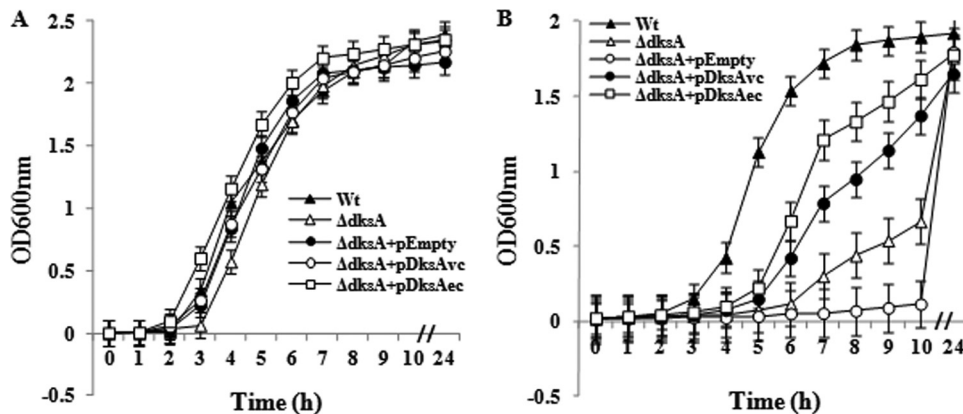 A
OD600nm
2.5
2
1.5
1
0.5
0
-0.5
0 1 2 3 4 5 6 7 8 9 10 // 24
Time (h)
Wt
ΔdksA
ΔdksA+pEmpty
ΔdksA+pDksAvc
ΔdksA+pDksAec
B
OD600nm
2
1.5
1
0.5
0
-0.5
0 1 2 3 4 5 6 7 8 9 10 // 24
Time (h)
Wt
ΔdksA
ΔdksA+pEmpty
ΔdksA+pDksAvc
ΔdksA+pDksAec